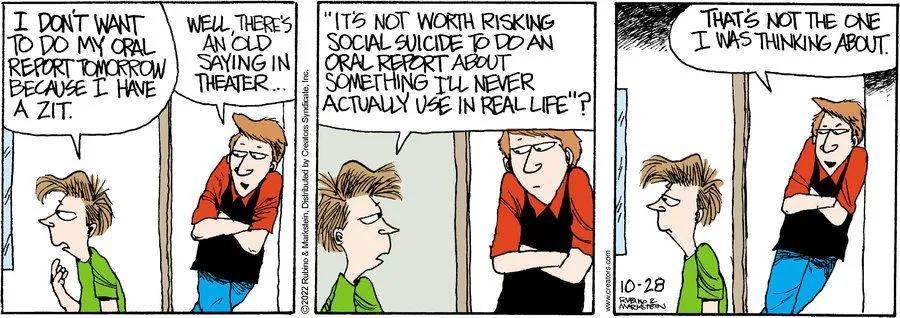 I DON'T WANT
TO DO MY ORAL
REPORT TOMORROW
BECAUSE I HAVE
A ZIT.
WELL, THERE'S
AN OLD
SAYING IN
THEATER...
©2022 Rubino & Markstein, Distributed by Creators Syndicate, Inc.
"IT'S NOT WORTH RISKING
SOCIAL SUICIDE TO DO AN
ORAL REPORT ABOUT
SOMETHING I'LL NEVER
ACTUALLY USE IN REAL LIFE"?
THAT'S NOT THE ONE
I WAS THINKING ABOUT.
www.creators.com
10-28
RUBINO &
MARKSTEIN